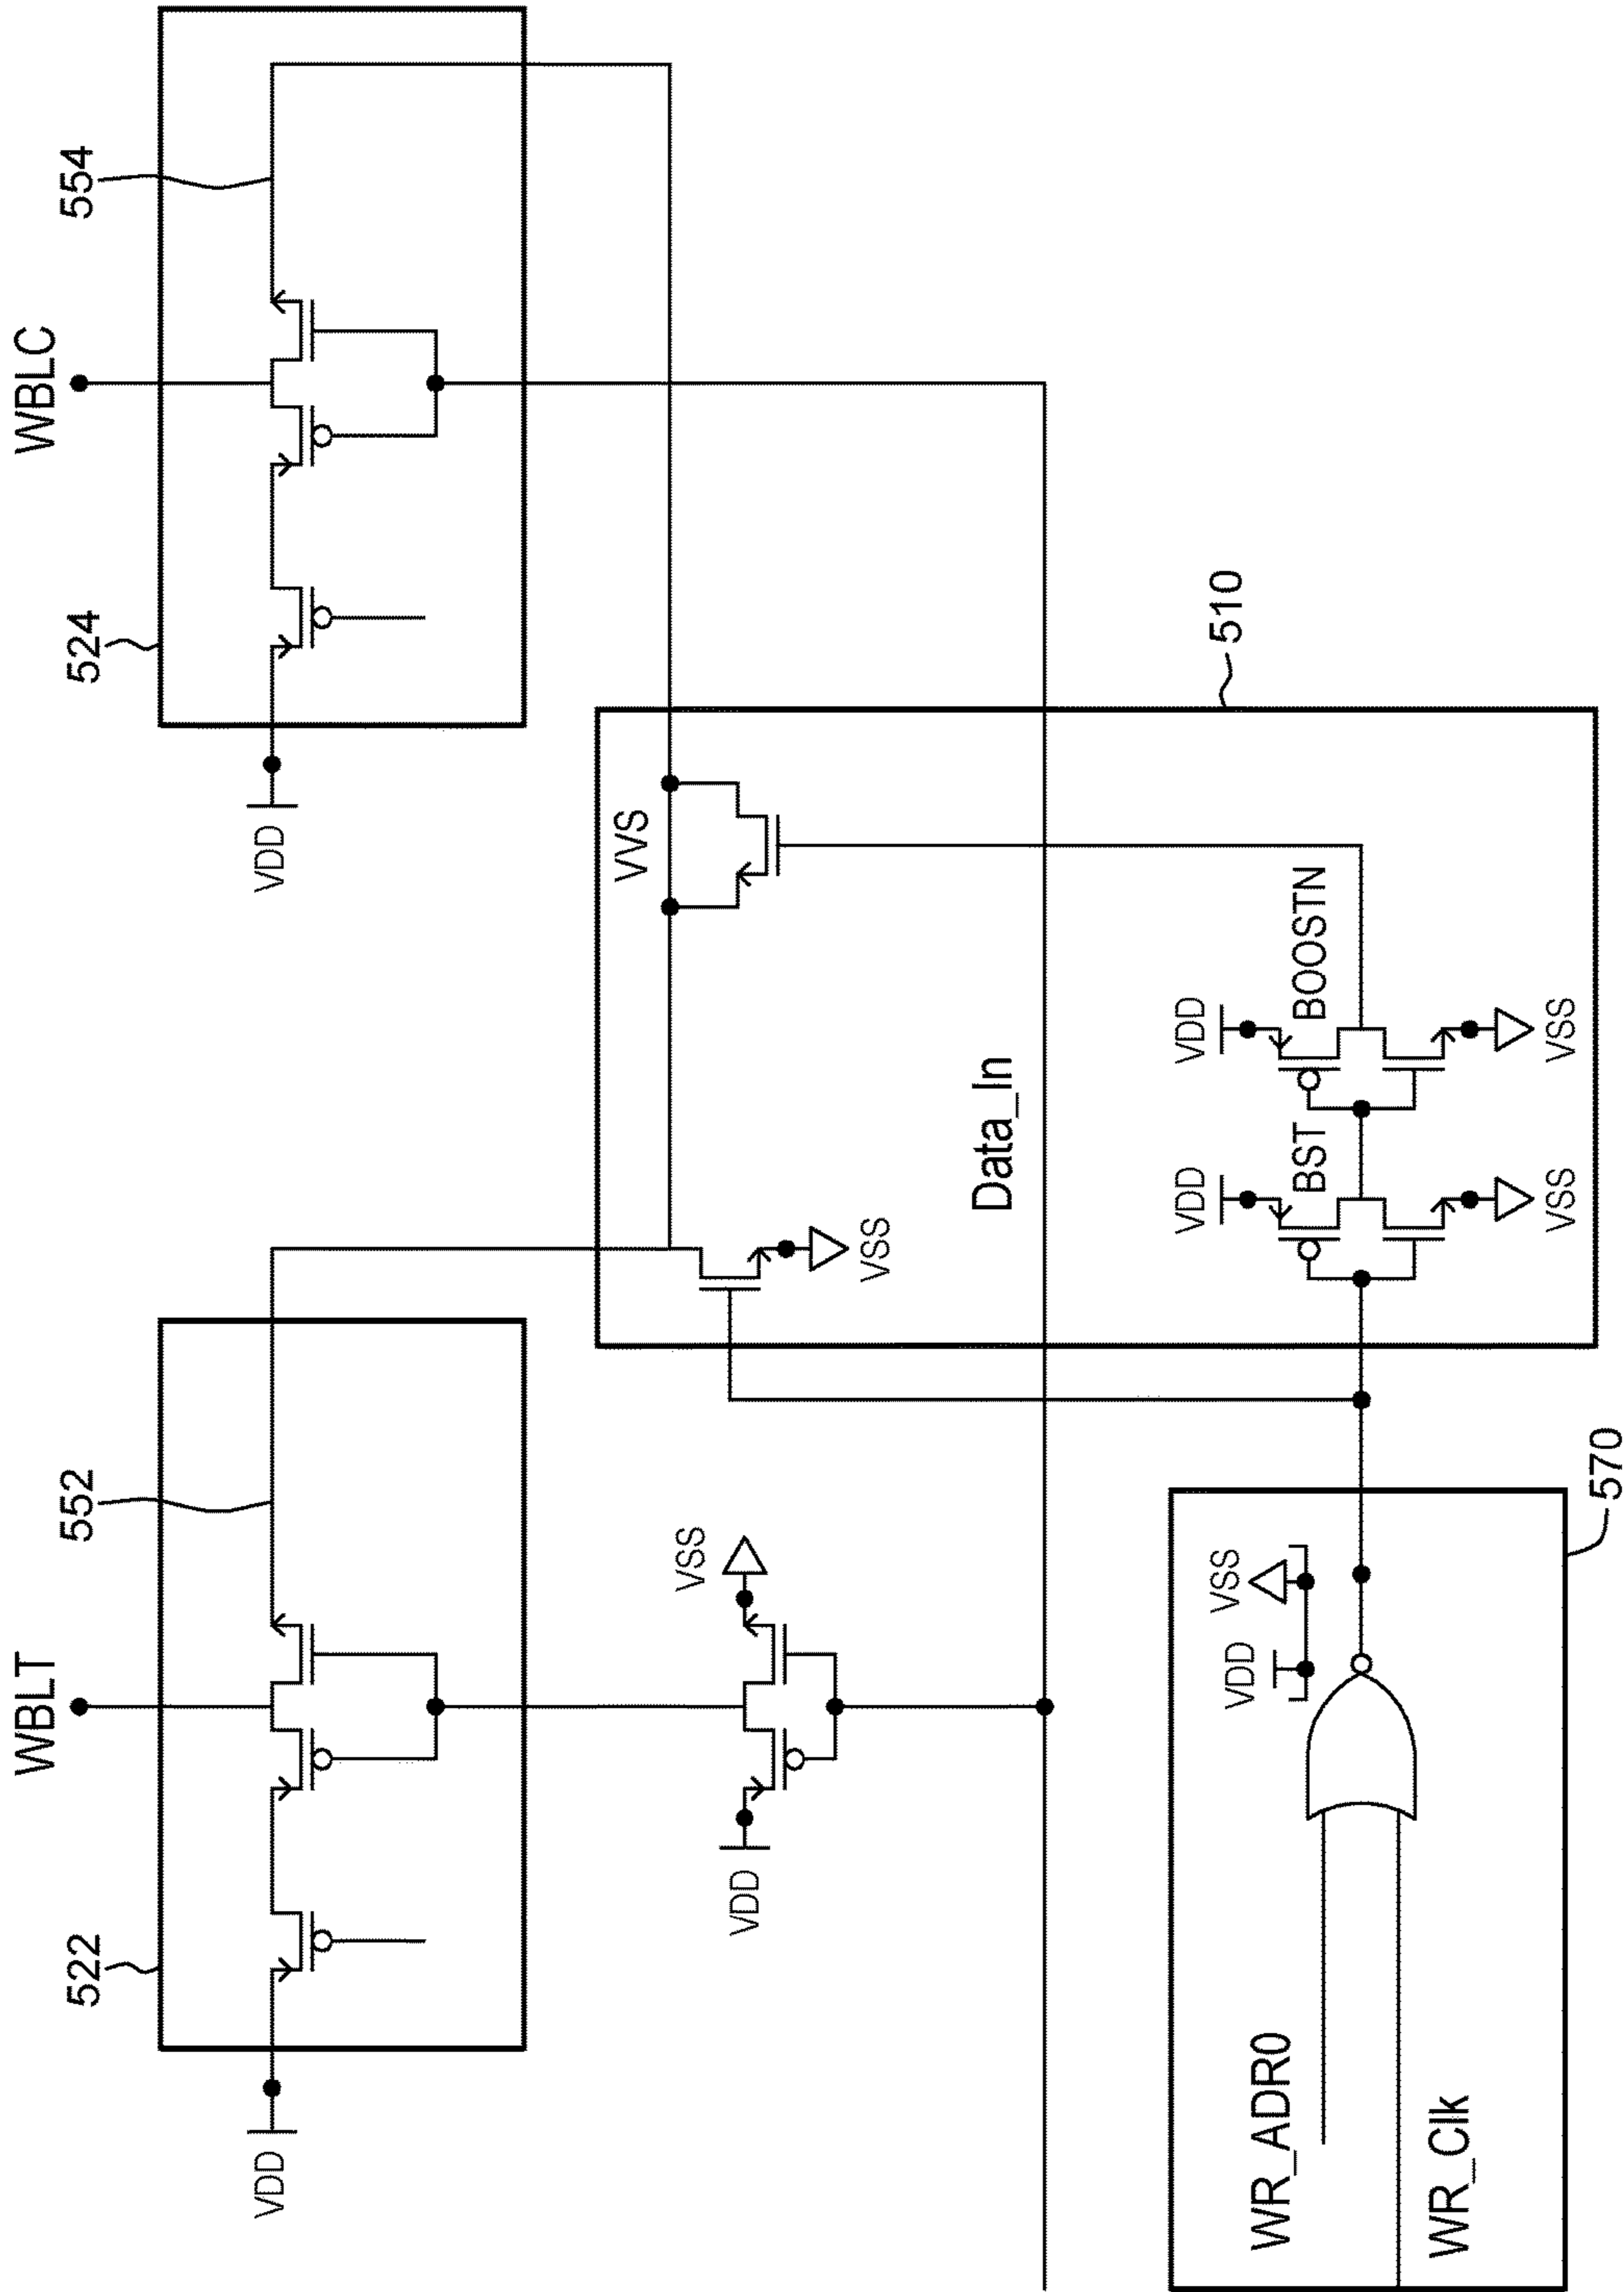 WBLT
WBLC
522
552
524
554
VDD
VDD
VDD
VSS
VVS
VSS
Data_In
510
VDD
BST
VSS
VDD
BOOSTN
VSS
WR_ADR0
WR_Clk
VDD
VSS
570